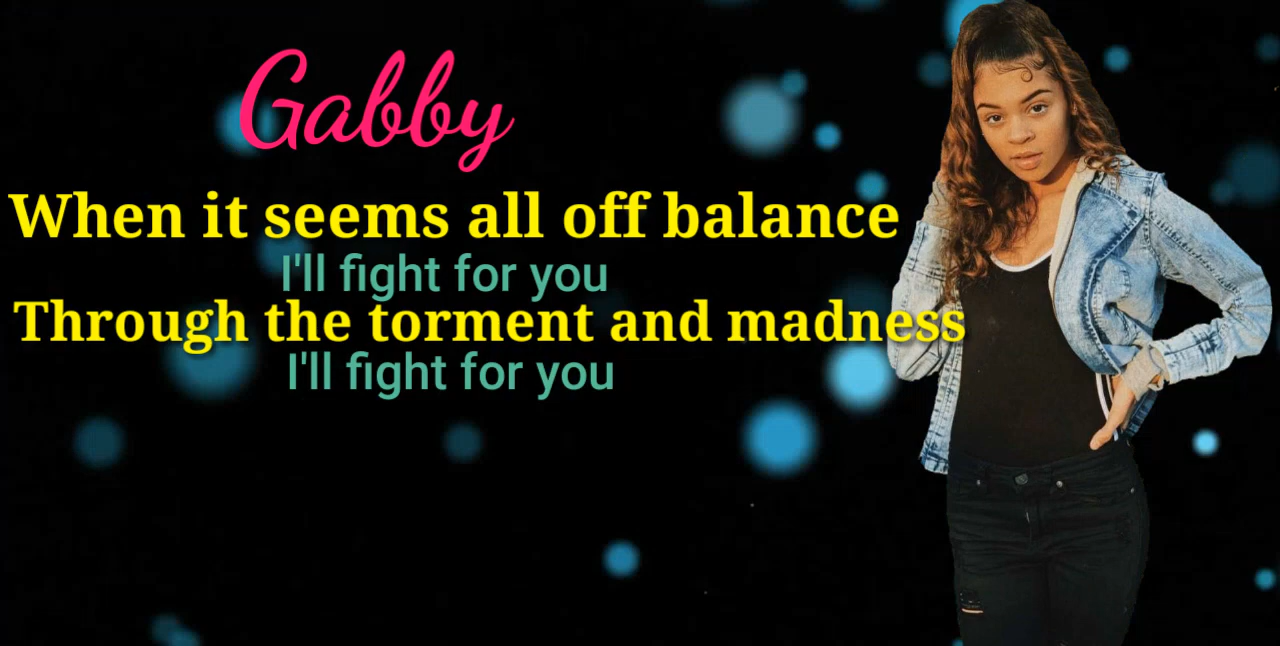 Gabby
When it seems all off balance
I'll fight for you
Through the torment and madness
I'll fight for you